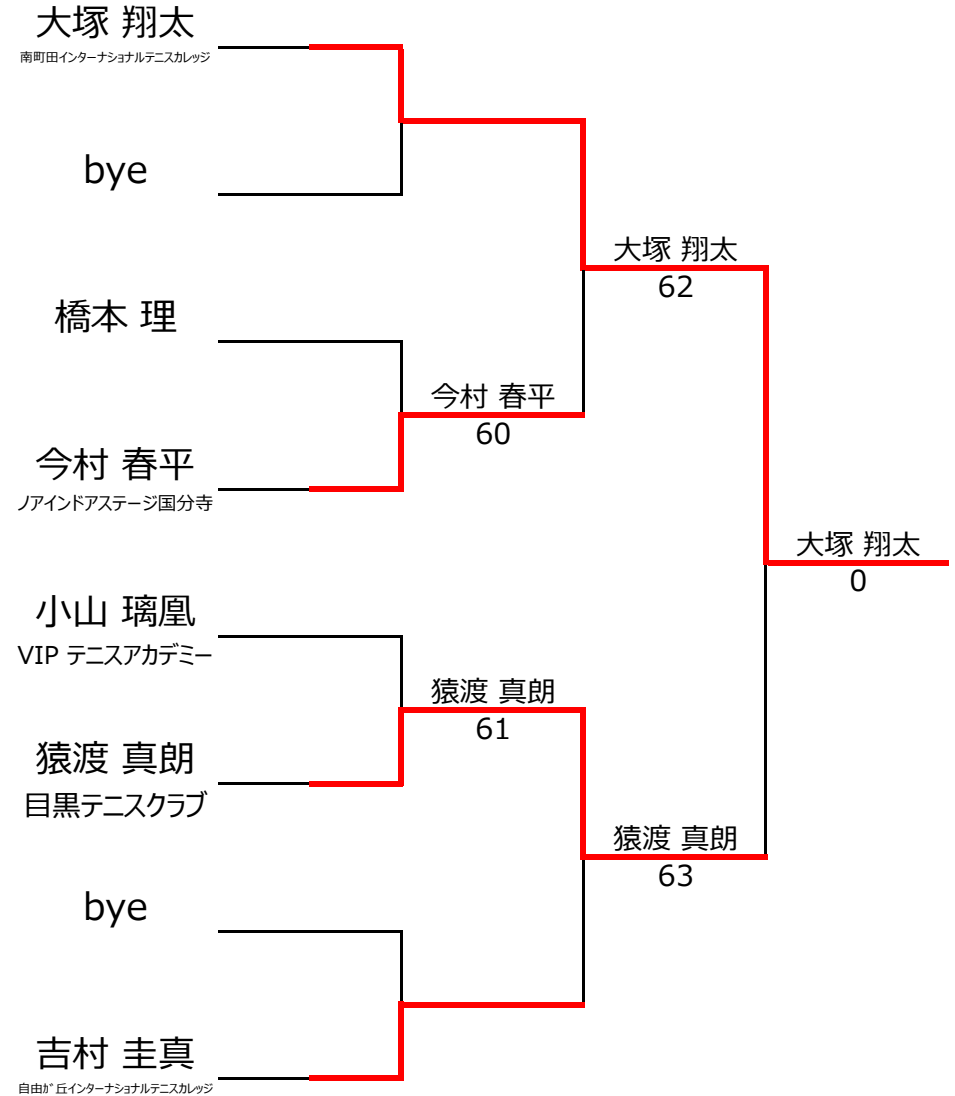 大塚 翔太
南町田インターナショナルテニスカレッジ
bye
大塚 翔太
62
橋本 理
今村 春平
60
今村 春平
ノアインドアステージ国分寺
大塚 翔太
0
小山 璃凰
VIP テニスアカデミー
猿渡 真朗
61
猿渡 真朗
目黒テニスクラブ
猿渡 真朗
63
bye
吉村 圭真
自由ガ丘インターナショナルテニスカレッジ